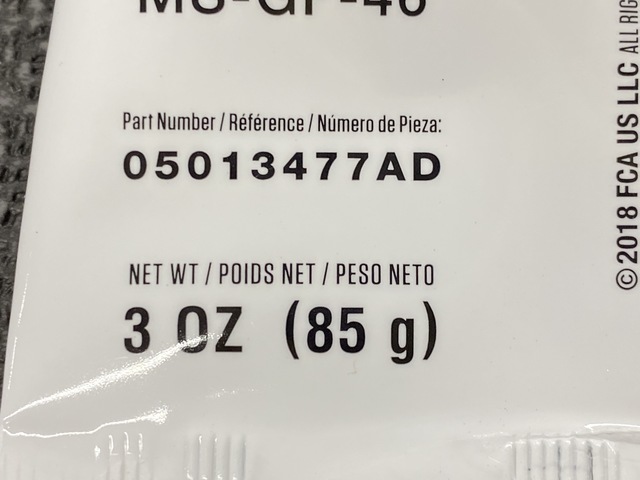 Part Number / Référence / Número de Pieza:
05013477AD
NET WT / POIDS NET / PESO NETO
3 OZ (85 g)
© 2018 FCA US LLC ALL RIG